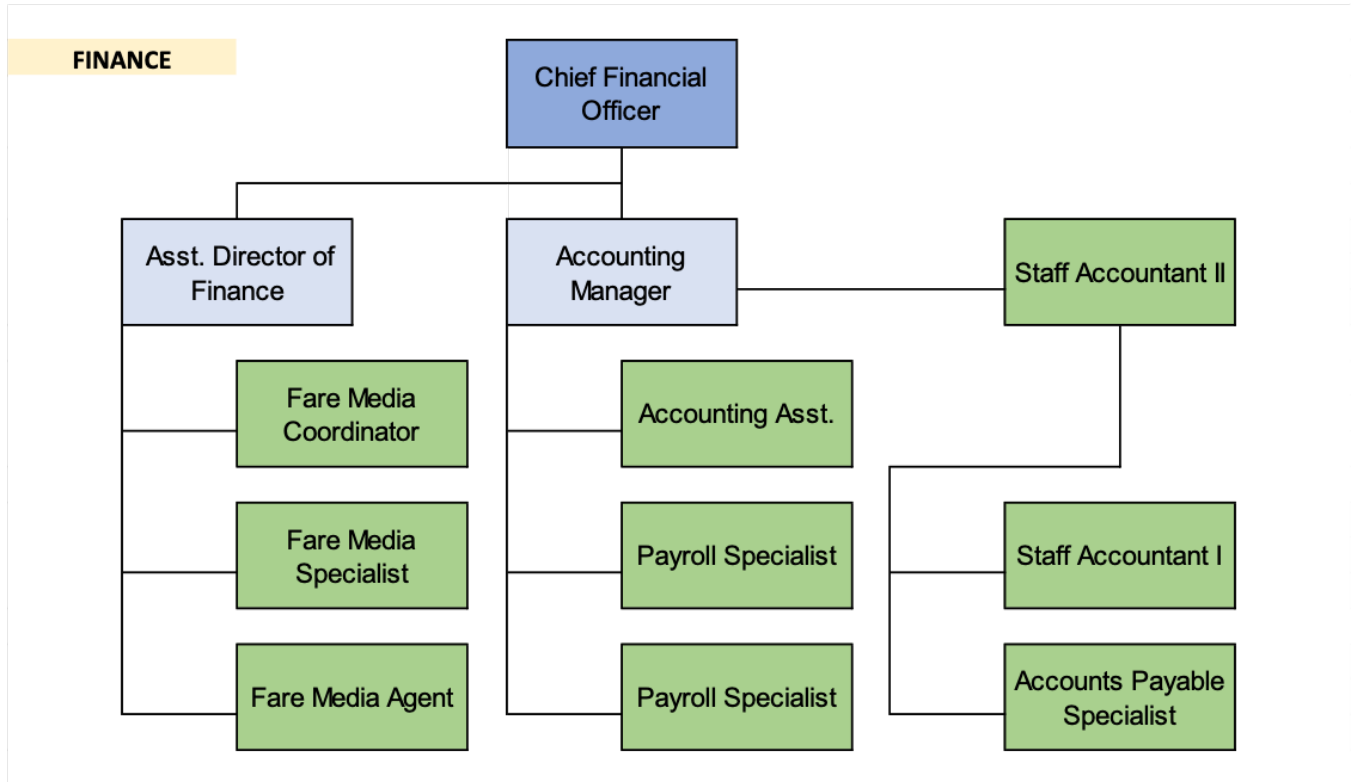 FINANCE
Chief Financial
Officer
Asst. Director of
Finance
Accounting
Manager
Staff Accountant II
Fare Media
Coordinator
Accounting Asst.
Fare Media
Specialist
Payroll Specialist
Staff Accountant I
Fare Media Agent
Payroll Specialist
Accounts Payable
Specialist